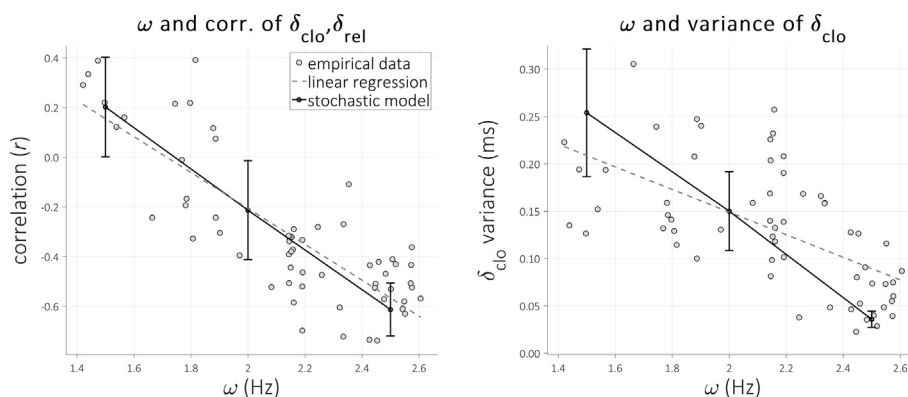 ω and corr. of δclo,δrel
empirical data
linear regression
stochastic model
correlation (r)
0.4
0.2
0.0
-0.2
-0.4
-0.6
1.4 1.6 1.8 2 2.2 2.4 2.6
ω (Hz)
ω and variance of δclo
δclo variance (ms)
0.30
0.25
0.20
0.15
0.10
0.05
0.00
1.4 1.6 1.8 2.0 2.2 2.4 2.6
ω (Hz)